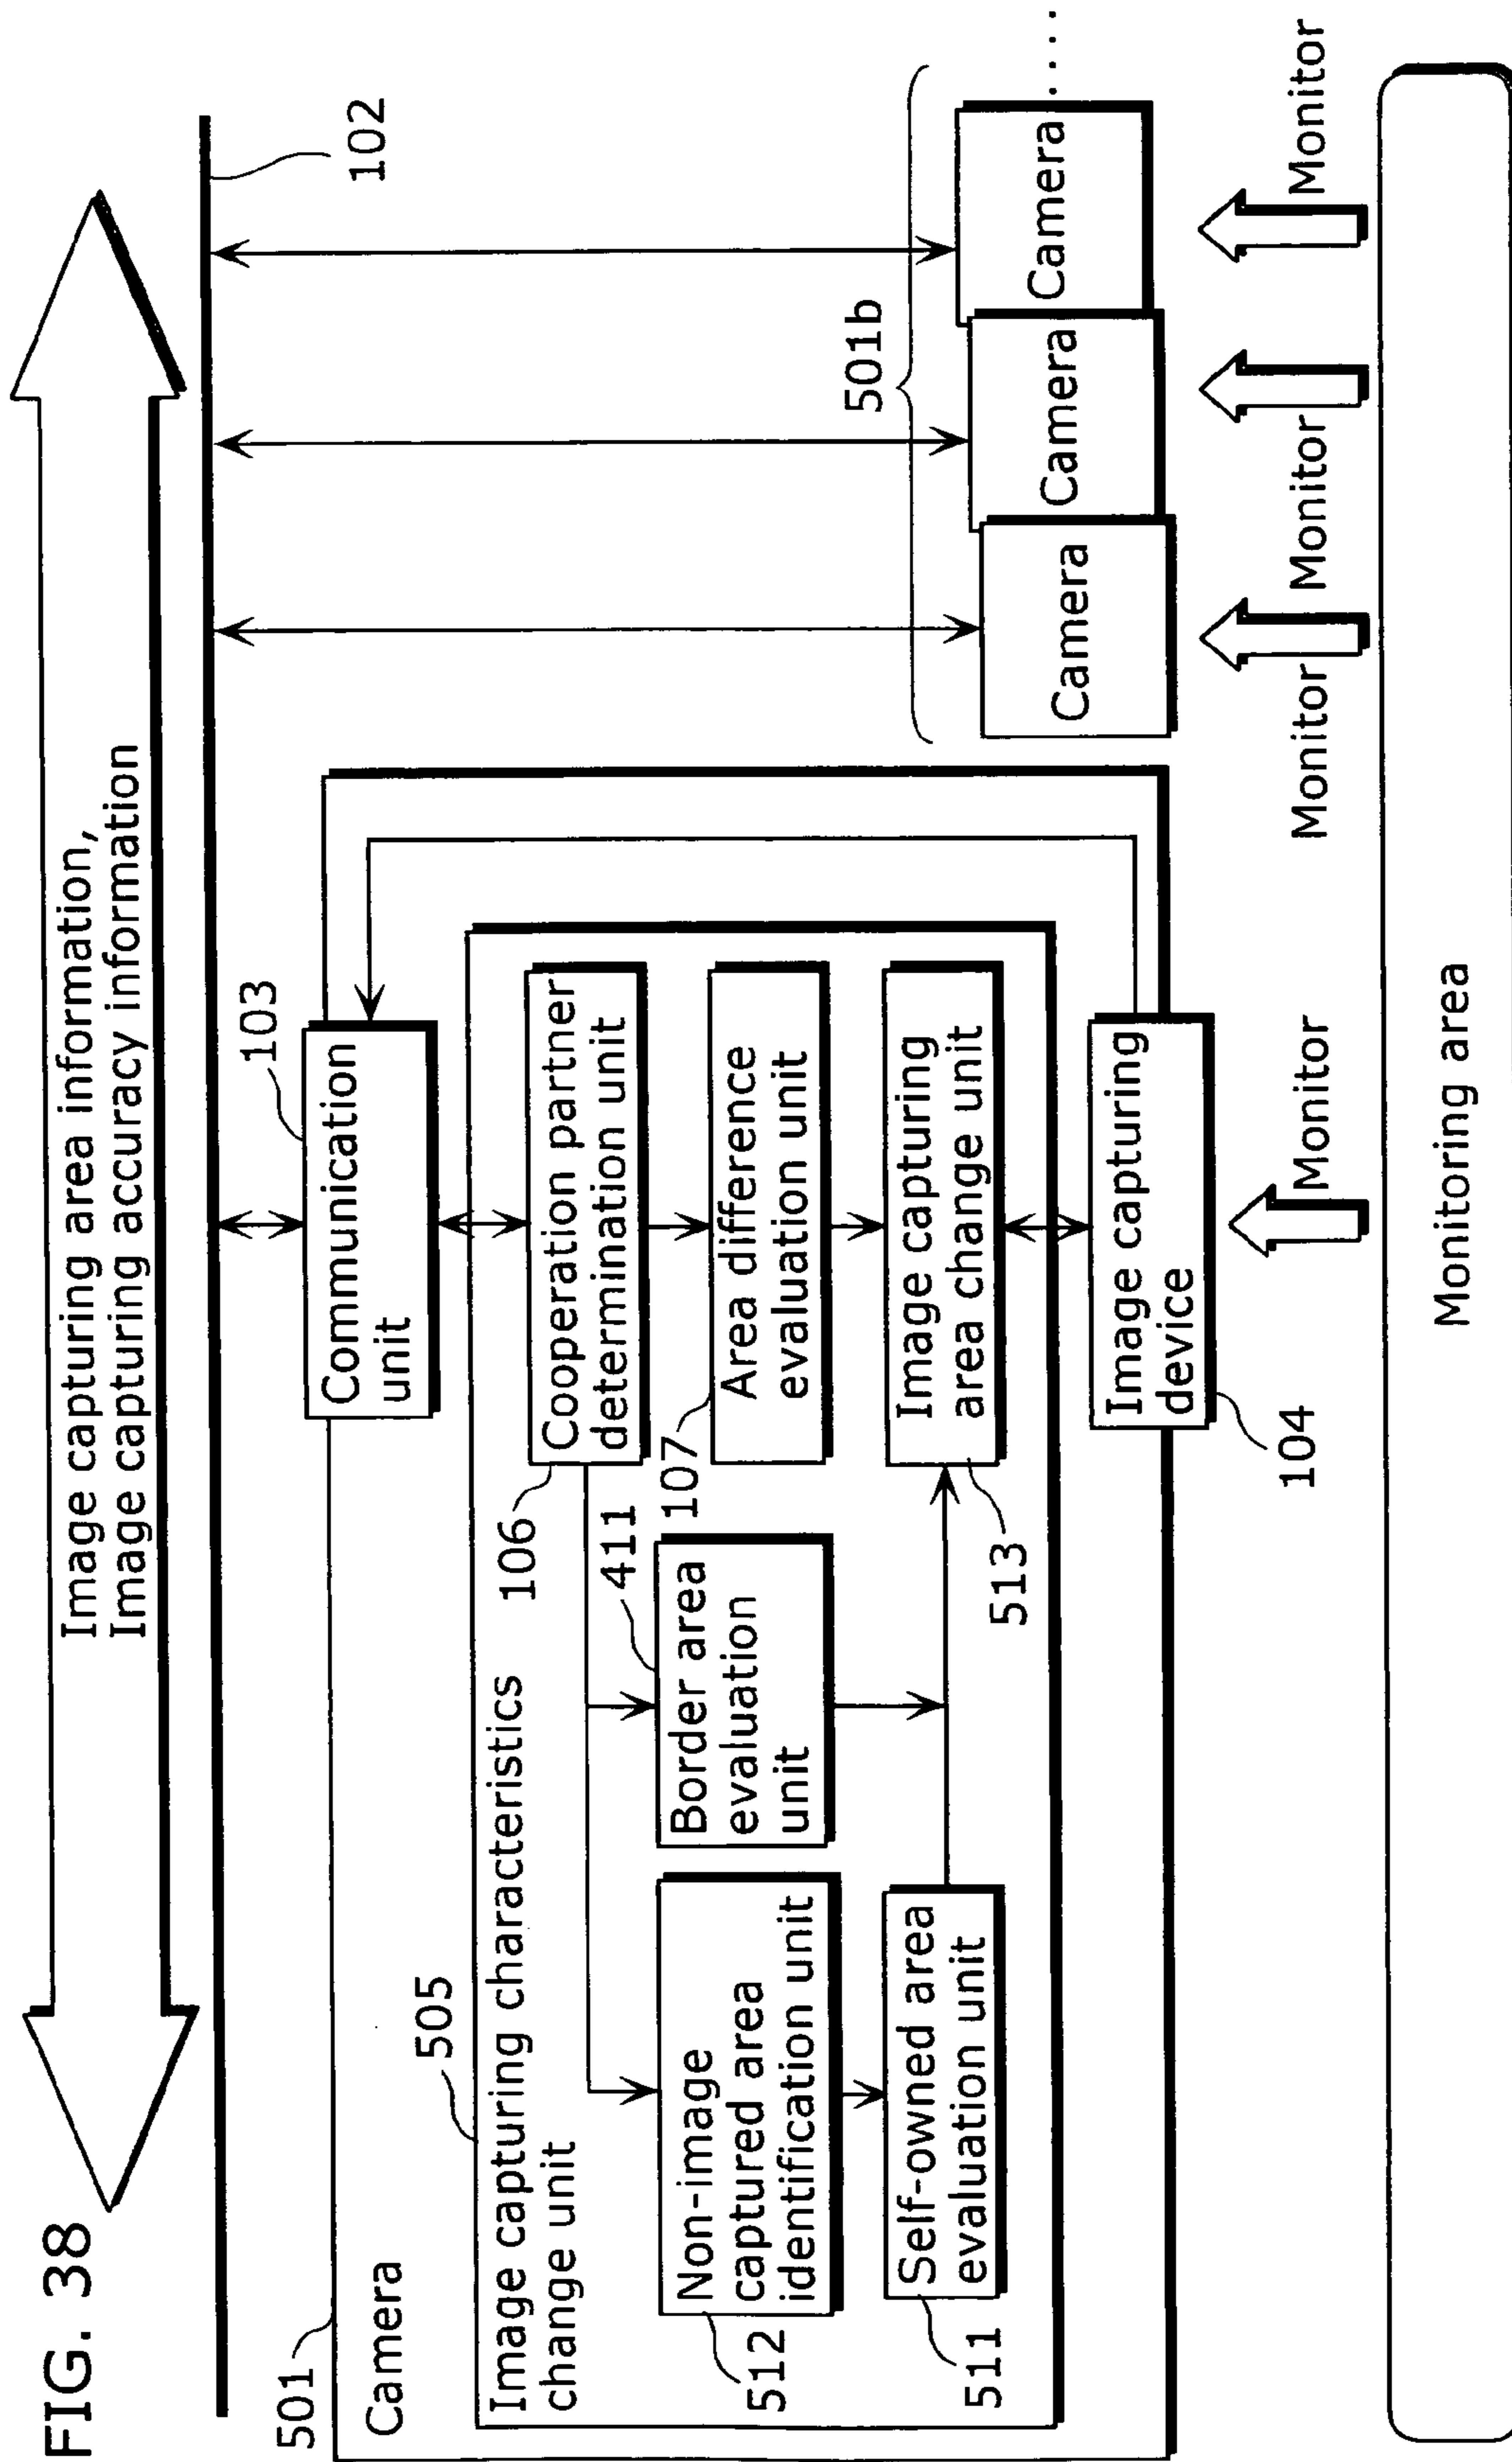 FIG. 38
Image capturing area information,
Image capturing accuracy information
102
501
Camera
103
Communication
unit
505
Image capturing characteristics
change unit
106
Cooperation partner
determination unit
411
Border area
evaluation
unit
107
Area difference
evaluation unit
512
Non-image
captured area
identification unit
511
Self-owned area
evaluation unit
513
Image capturing
area change unit
104
Image capturing
device
501b
Camera
Camera
Camera
.....
Monitor
Monitor
Monitor
Monitor
Monitoring area